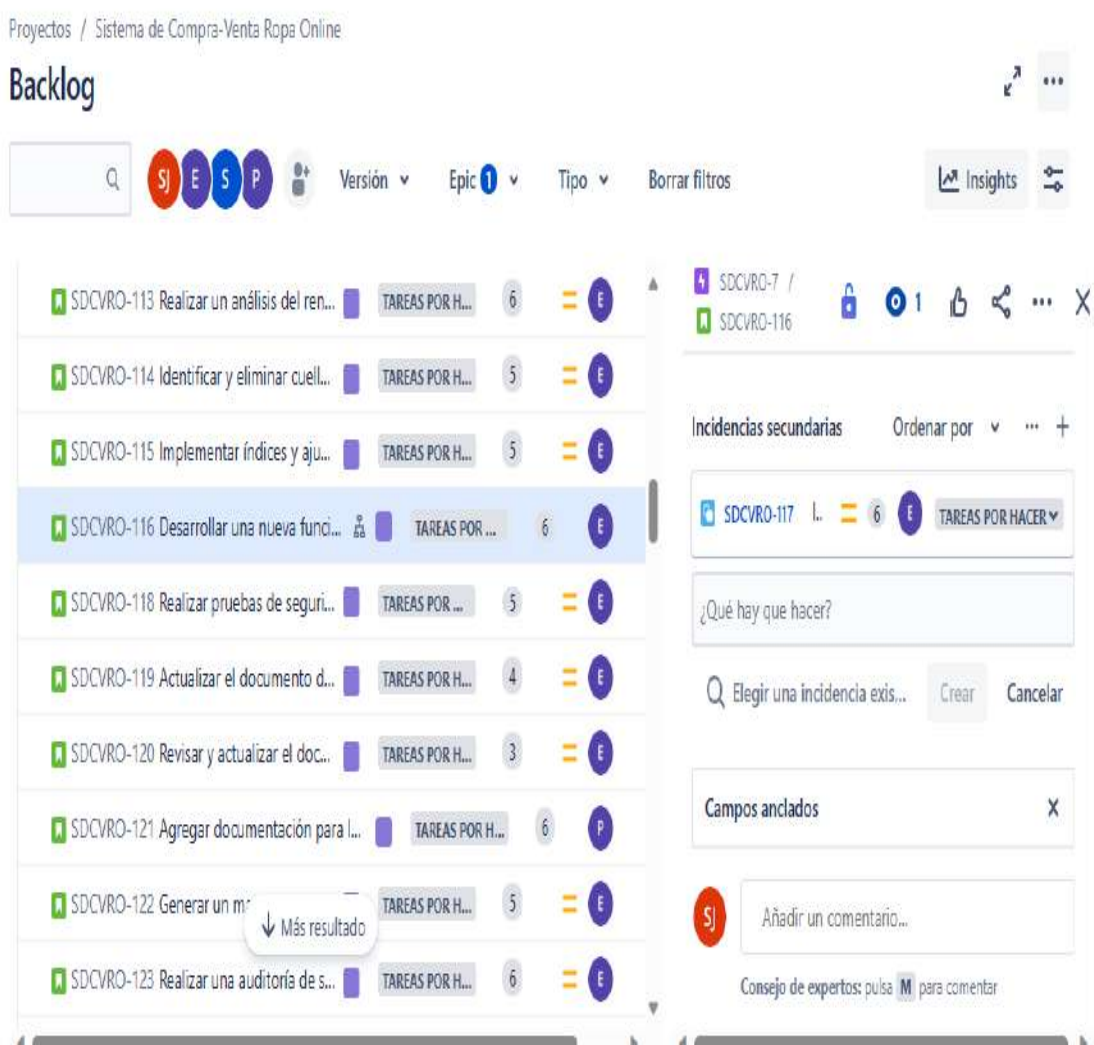 Proyectos / Sistema de Compra-Venta Ropa Online
Backlog
SJ E S P Versión Epic 1 Tipo Borrar filtros Insights
SDCVRO-113 Realizar un análisis del ren... TAREAS POR H... 6 E
SDCVRO-114 Identificar y eliminar cuell... TAREAS POR H... 5 E
SDCVRO-115 Implementar índices y aju... TAREAS POR H... 5 E
SDCVRO-116 Desarrollar una nueva funci... TAREAS POR ... 6 E
SDCVRO-118 Realizar pruebas de seguri... TAREAS POR ... 5 E
SDCVRO-119 Actualizar el documento d... TAREAS POR H... 4 E
SDCVRO-120 Revisar y actualizar el doc... TAREAS POR H... 3 E
SDCVRO-121 Agregar documentación para l... TAREAS POR H... 6 P
SDCVRO-122 Generar un ma TAREAS POR H... 5 E
Más resultado
SDCVRO-123 Realizar una auditoría de s... TAREAS POR H... 6 E
SDCVRO-7 /
SDCVRO-116
1
Incidencias secundarias Ordenar por
SDCVRO-117 I.. 6 E TAREAS POR HACER
¿Qué hay que hacer?
Elegir una incidencia exis... Crear Cancelar
Campos anclados
SJ Añadir un comentario...
Consejo de expertos: pulsa M para comentar